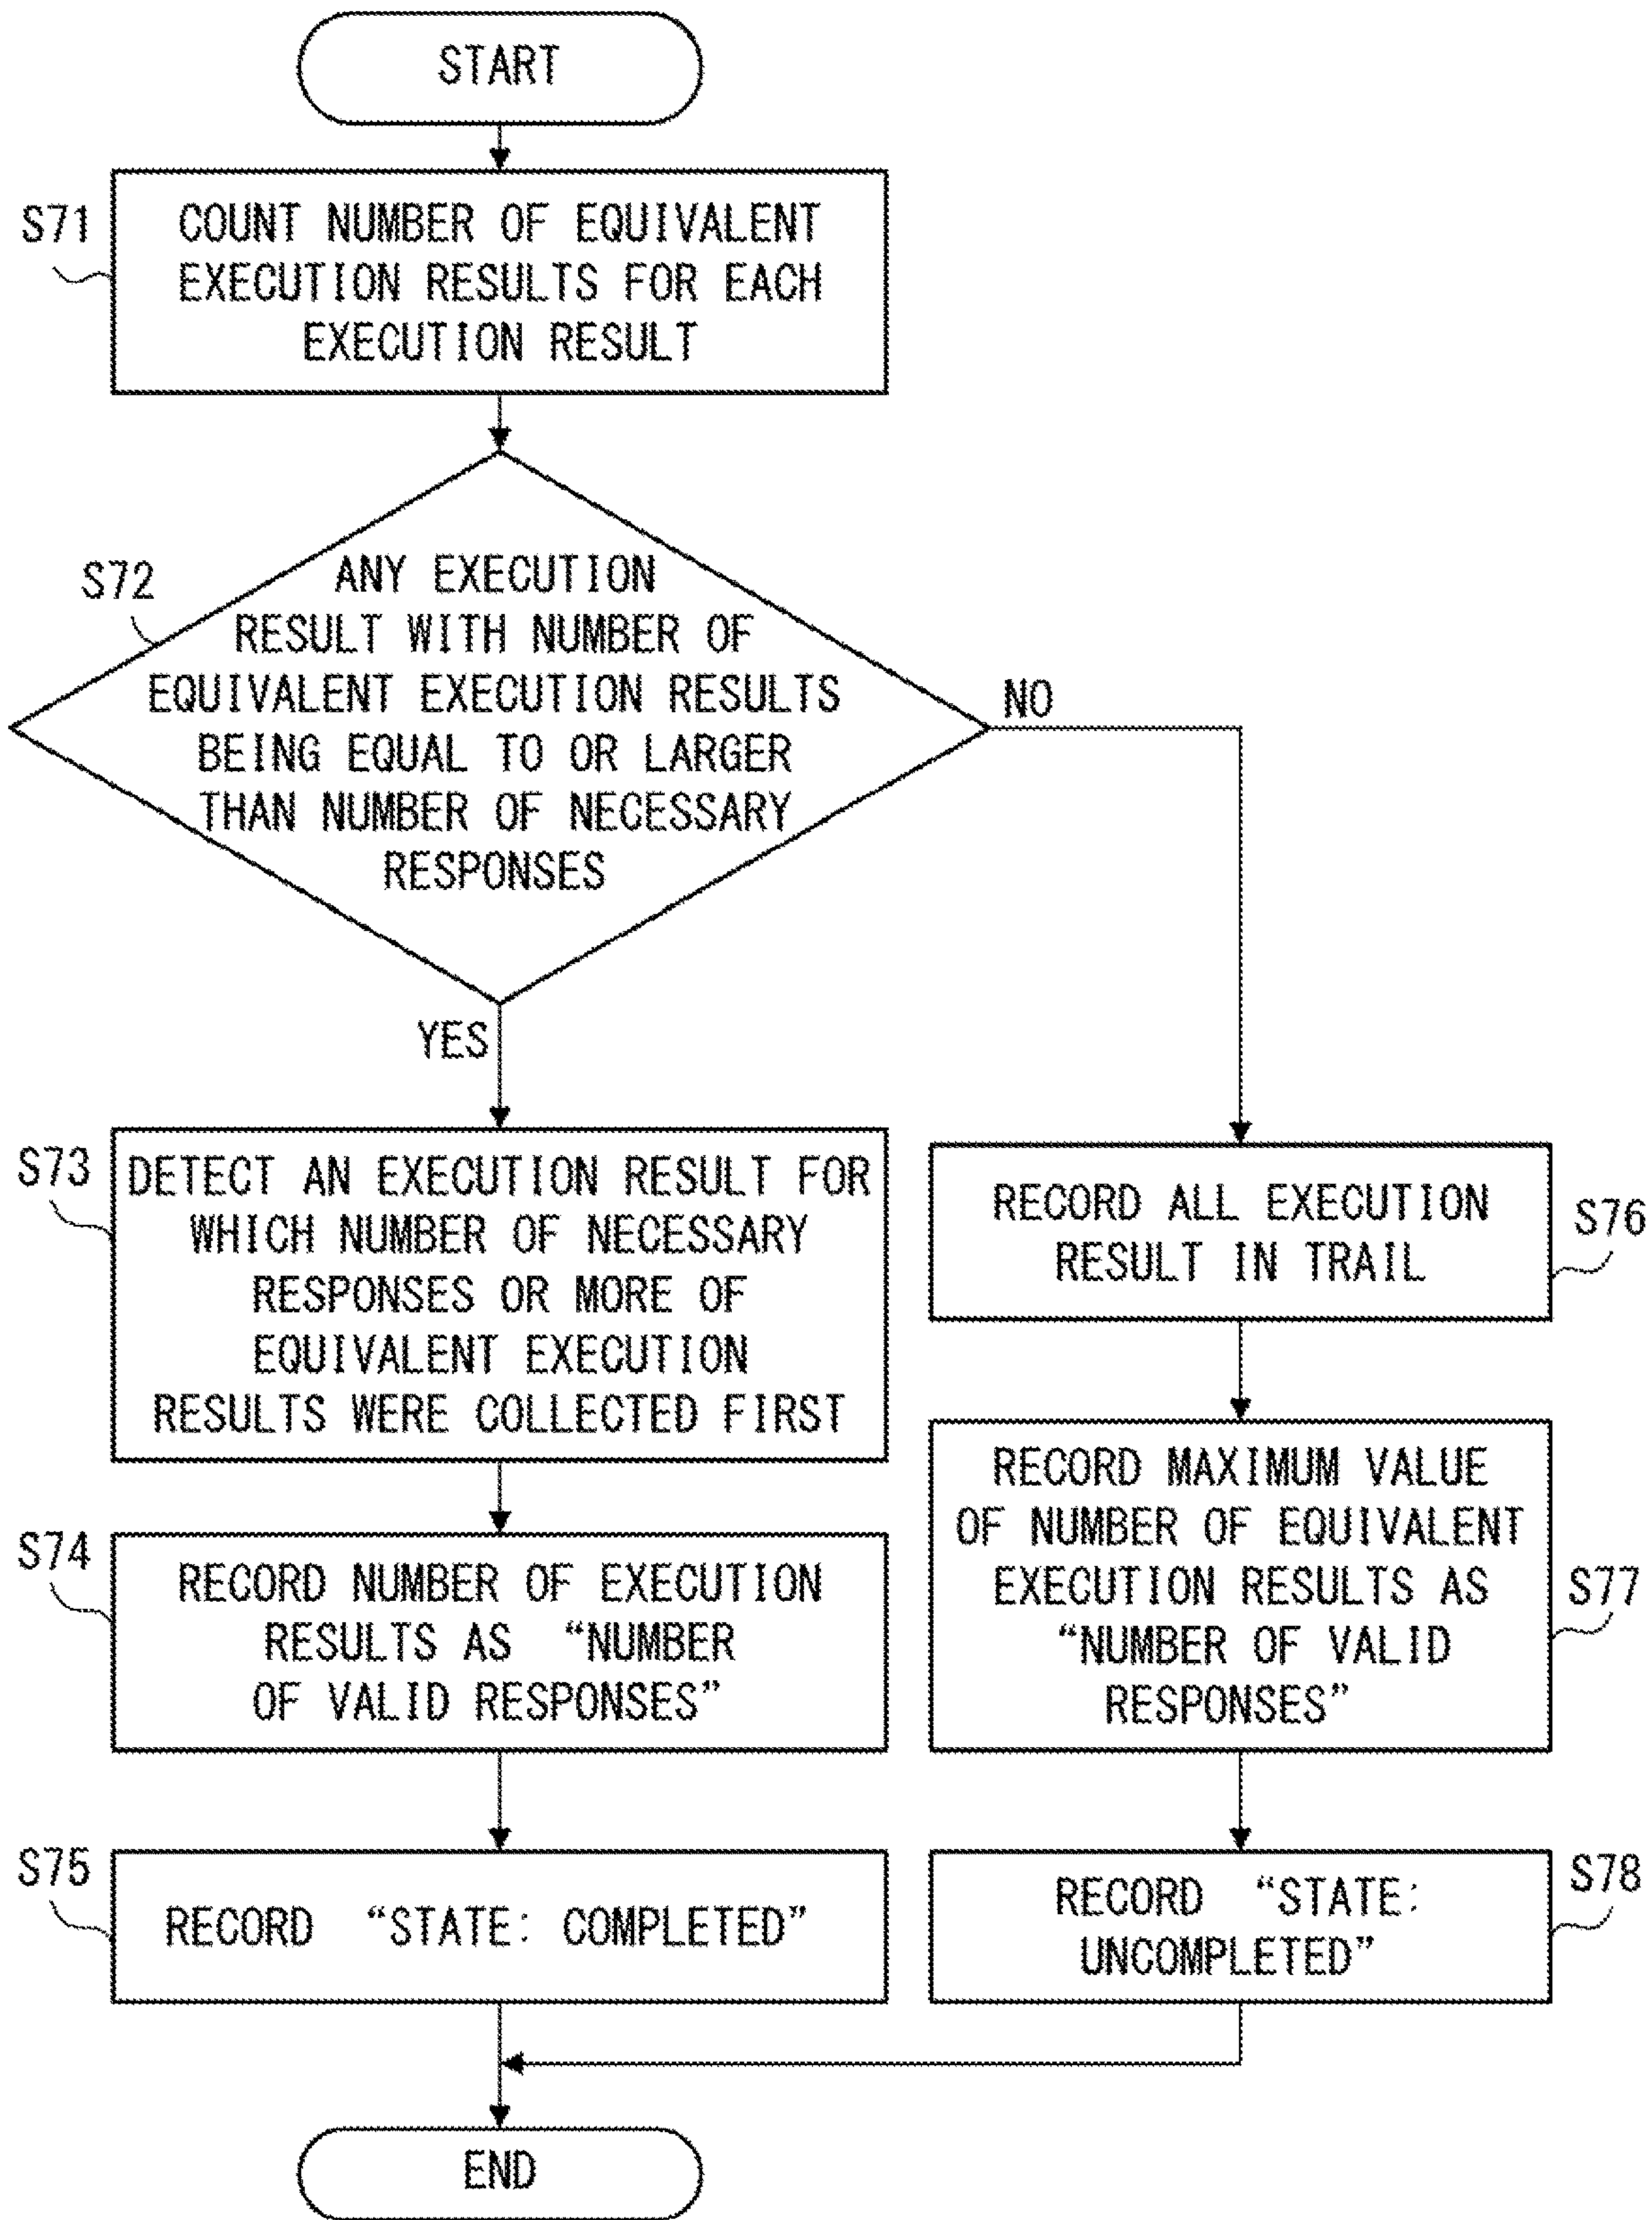 START
S71
COUNT NUMBER OF EQUIVALENT
EXECUTION RESULTS FOR EACH
EXECUTION RESULT
S72
ANY EXECUTION
RESULT WITH NUMBER OF
EQUIVALENT EXECUTION RESULTS
BEING EQUAL TO OR LARGER
THAN NUMBER OF NECESSARY
RESPONSES
NO
YES
S73
DETECT AN EXECUTION RESULT FOR
WHICH NUMBER OF NECESSARY
RESPONSES OR MORE OF
EQUIVALENT EXECUTION
RESULTS WERE COLLECTED FIRST
S74
RECORD NUMBER OF EXECUTION
RESULTS AS “NUMBER
OF VALID RESPONSES”
S75
RECORD “STATE: COMPLETED”
RECORD ALL EXECUTION
RESULT IN TRAIL
S76
RECORD MAXIMUM VALUE
OF NUMBER OF EQUIVALENT
EXECUTION RESULTS AS
“NUMBER OF VALID
RESPONSES”
S77
RECORD “STATE:
UNCOMPLETED”
S78
END